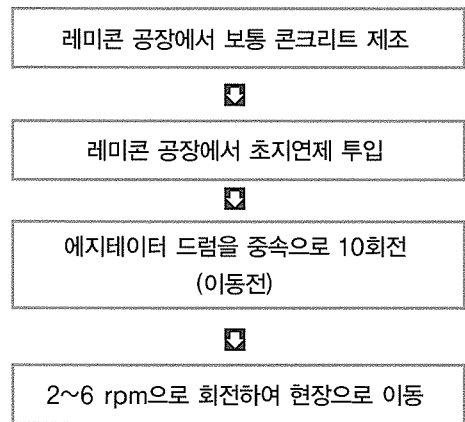 레미콘 공장에서 보통 콘크리트 제조
레미콘 공장에서 초지연제 투입
에지테이터 드럼을 중속으로 10회전
(이동전)
2~6 rpm으로 회전하여 현장으로 이동